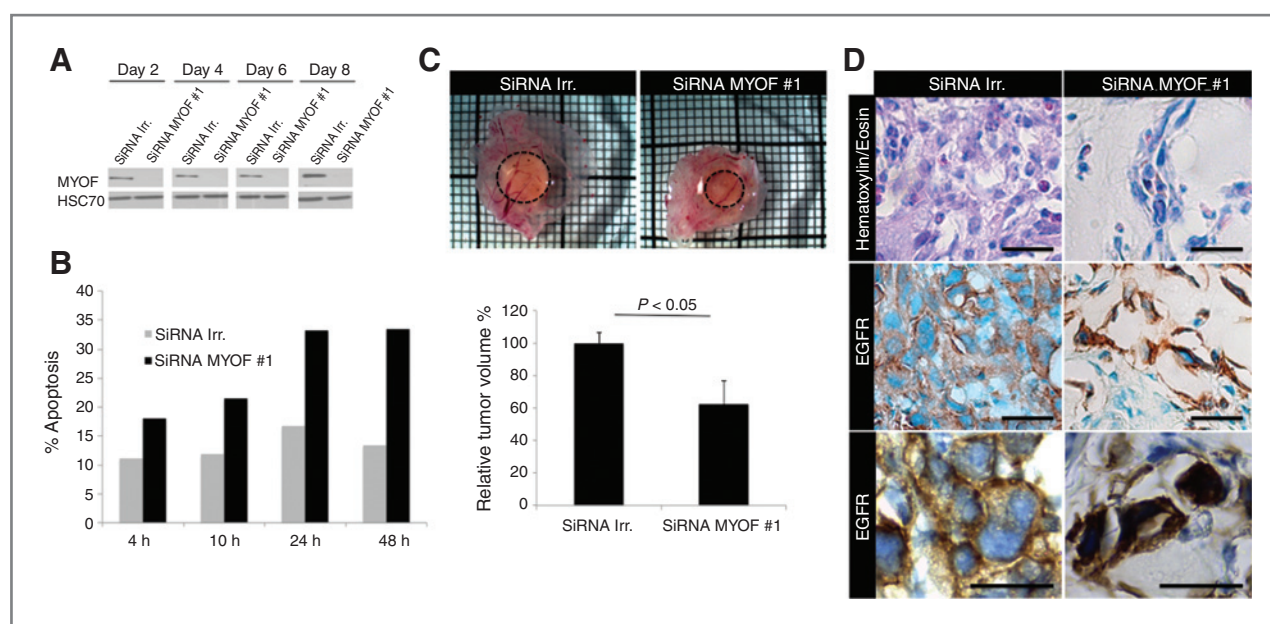 A
Day 2 Day 4 Day 6 Day 8
SiRNA Irr. SiRNA MYOF #1 SiRNA Irr. SiRNA MYOF #1 SiRNA Irr. SiRNA MYOF #1 SiRNA Irr. SiRNA MYOF #1
MYOF
HSC70
B
40
35
30
25
20
15
10
5
0
% Apoptosis
SiRNA Irr.
SiRNA MYOF #1
4 h 10 h 24 h 48 h
C
SiRNA Irr. SiRNA MYOF #1
P < 0.05
120
100
80
60
40
20
0
Relative tumor volume %
SiRNA Irr. SiRNA MYOF #1
D
SiRNA Irr. SiRNA MYOF #1
Hematoxylin/Eosin
EGFR
EGFR